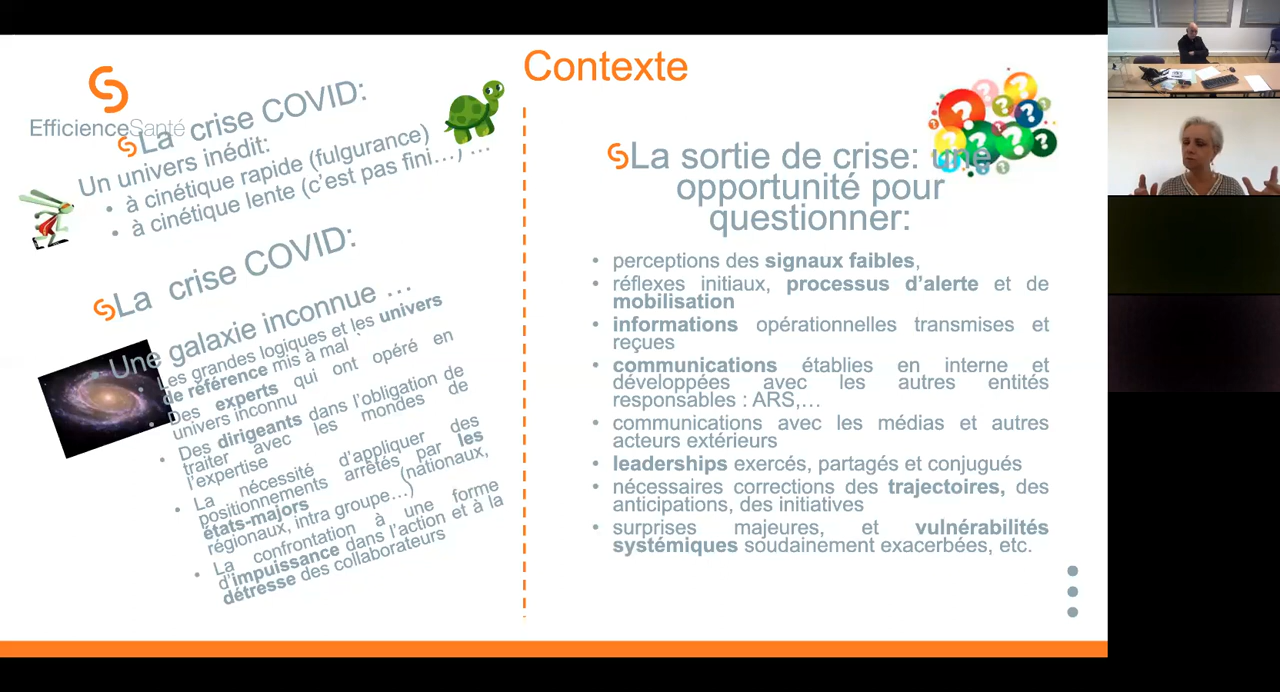 Contexte
EfficienceSanté
La crise COVID:
Un univers inédit:
• à cinétique rapide (fulgurance)
• à cinétique lente (c’est pas fini…) …
La crise COVID:
Une galaxie inconnue …
• Les grandes logiques et les univers
de référence mis à mal
• Des experts qui ont opéré en
univers inconnu
• Des dirigeants dans l’obligation de
traiter avec les mondes de
l’expertise
• La nécessité d’appliquer des
positionnements arrêtés par les
états-majors (nationaux,
régionaux, intra groupe…)
• La confrontation à une forme
d’impuissance dans l’action et à la
détresse des collaborateurs
La sortie de crise: une
opportunité pour
questionner:
• perceptions des signaux faibles,
• réflexes initiaux, processus d’alerte et de
mobilisation
• informations opérationnelles transmises et
reçues
• communications établies en interne et
développées avec les autres entités
responsables : ARS,…
• communications avec les médias et autres
acteurs extérieurs
• leaderships exercés, partagés et conjugués
• nécessaires corrections des trajectoires, des
anticipations, des initiatives
• surprises majeures, et vulnérabilités
systémiques soudainement exacerbées, etc.